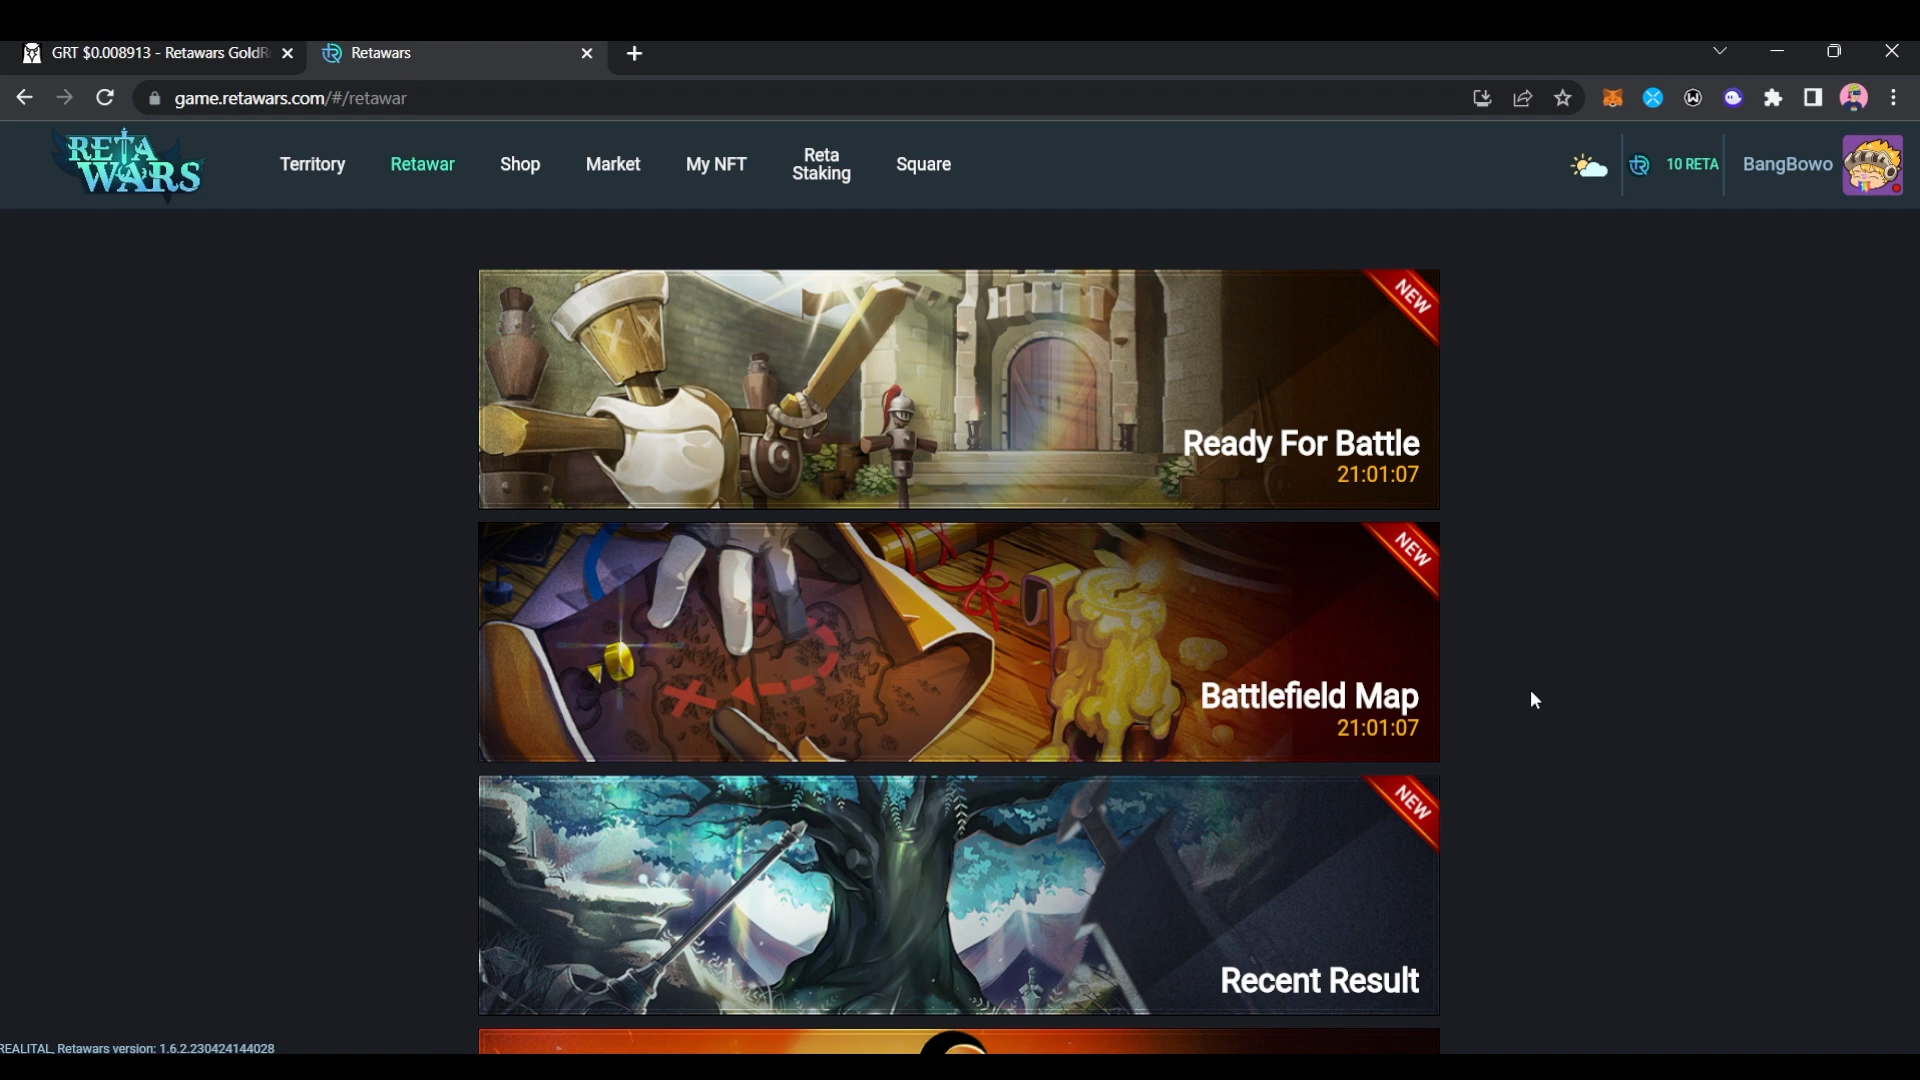 GRT $0.008913 - Retawars GoldR
Retawars
game.retawars.com/#/retawar
RETA
WARS
Territory
Retawar
Shop
Market
My NFT
Reta
Staking
Square
10 RETA
BangBowo
NEW
Ready For Battle
21:01:07
NEW
Battlefield Map
21:01:07
NEW
Recent Result
REALITAL, Retawars version: 1.6.2.230424144028